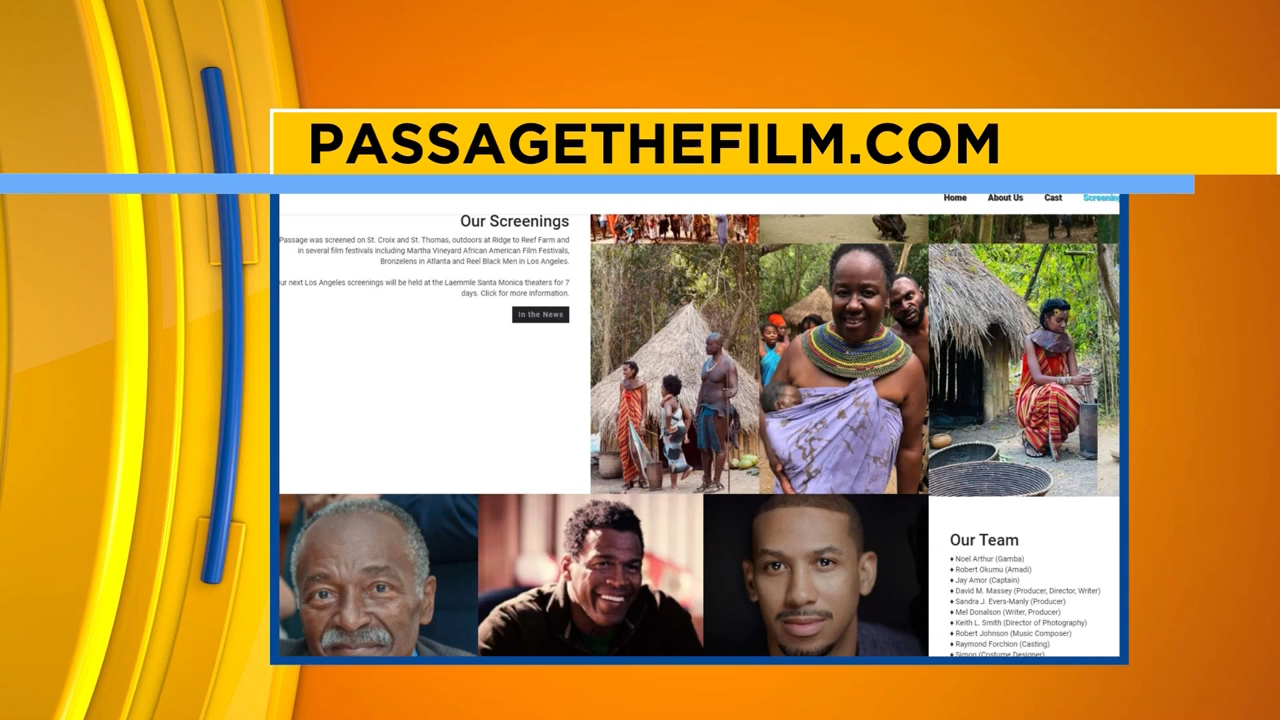 PASSAGETHEFILM.COM
Home About Us Cast Screening
Our Screenings
Passage was screened on St. Croix and St. Thomas, outdoors at Ridge to Reef Farm and
in several film festivals including Martha Vineyard African American Film Festivals,
Bronzelens in Atlanta and Reel Black Men in Los Angeles.
ur next Los Angeles screenings will be held at the Laemmle Santa Monica theaters for 7
days. Click for more information.
In the News
Our Team
♦ Noel Arthur (Gamba)
♦ Robert Okumu (Amadi)
♦ Jay Amor (Captain)
♦ David M. Massey (Producer, Director, Writer)
♦ Sandra J. Evers-Manly (Producer)
♦ Mel Donalson (Writer, Producer)
♦ Keith L. Smith (Director of Photography)
♦ Robert Johnson (Music Composer)
♦ Raymond Forchion (Casting)
♦ Simon (Costume Designer)